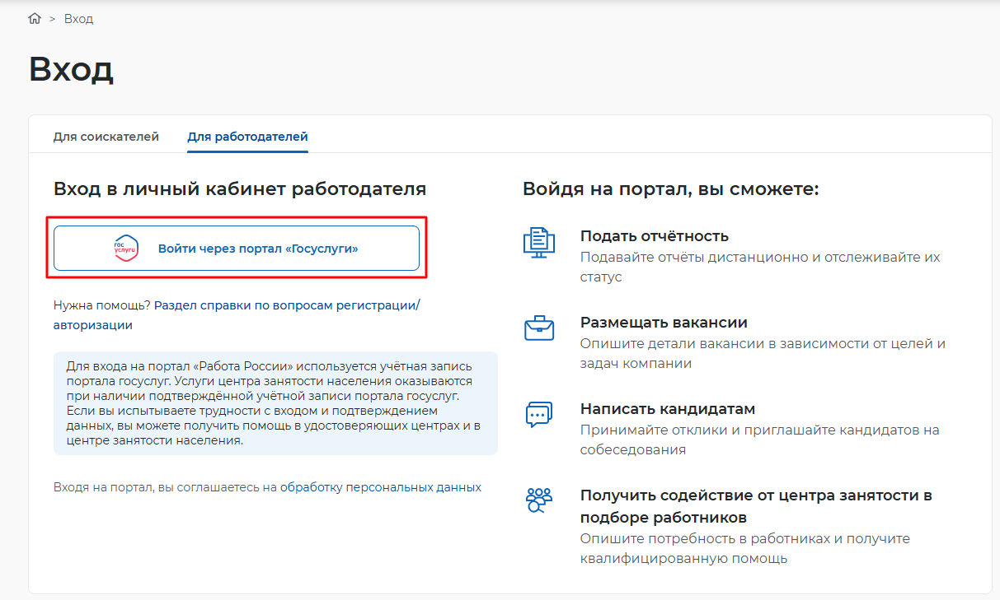 > Вход
Вход
Для соискателей
Для работодателей
Вход в личный кабинет работодателя
гос
услуги
Войти через портал «Госуслуги»
Нужна помощь? Раздел справки по вопросам регистрации/
авторизации
Для входа на портал «Работа России» используется учётная запись
портала госуслуг. Услуги центра занятости населения оказываются
при наличии подтверждённой учётной записи портала госуслуг.
Если вы испытываете трудности с входом и подтверждением
данных, вы можете получить помощь в удостоверяющих центрах и в
центре занятости населения.
Входя на портал, вы соглашаетесь на обработку персональных данных
Войдя на портал, вы сможете:
Подать отчётность
Подавайте отчёты дистанционно и отслеживайте их
статус
Размещать вакансии
Опишите детали вакансии в зависимости от целей и
задач компании
Написать кандидатам
Принимайте отклики и приглашайте кандидатов на
собеседования
Получить содействие от центра занятости в
подборе работников
Опишите потребность в работниках и получите
квалифицированную помощь